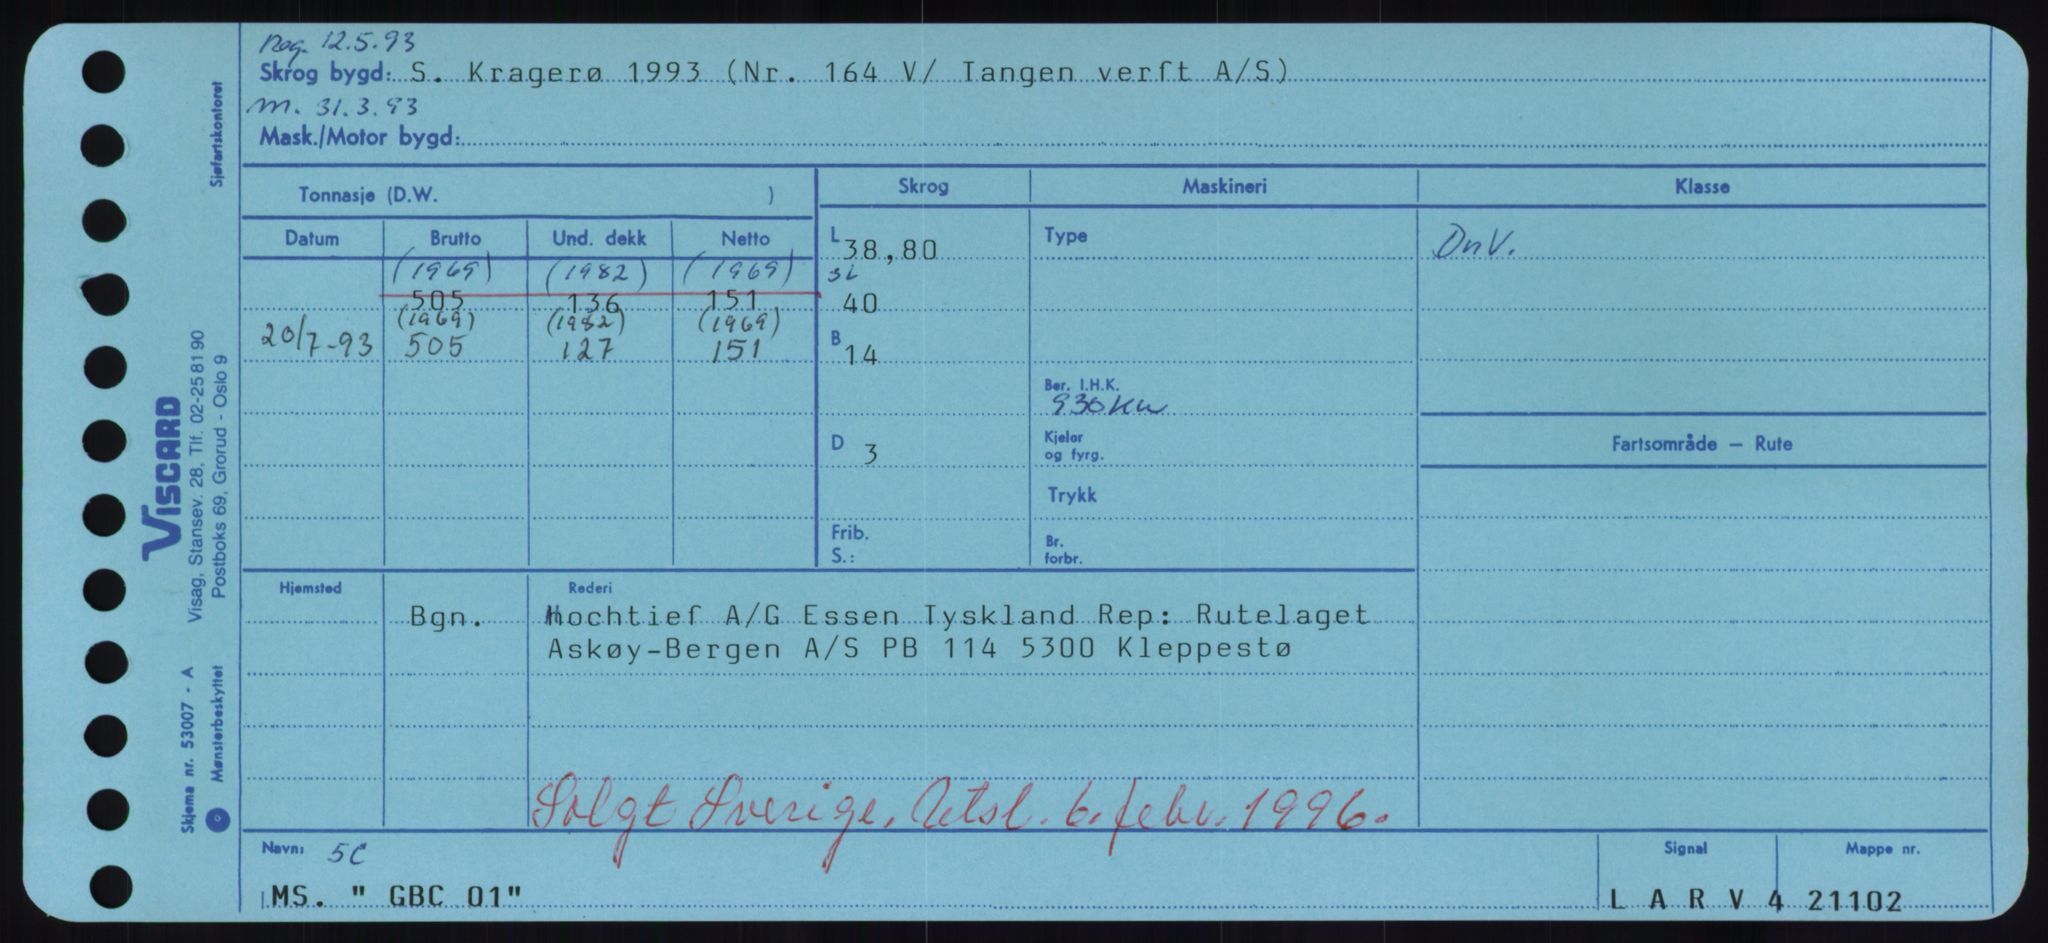 Reg. 12.5.93
Skrog bygd: S. Kragerø 1993 (Nr. 164 V/ Tangen verft A/S)
m. 31.3.93
Mask./Motor bygd:
Tonnasje (D.W. )
Skrog
Maskineri
Klasse
Datum
Brutto
Und. dekk
Netto
L 38,80
Type
DnV.
(1969) (1982) (1969)
SL
505 136 151
40
(1969) (1982) (1969)
20/7-93 505 127 151
B 14
Ber. I.H.K.
930 KW
D 3
Kjelar
og fyrg.
Fartsområde – Rute
Trykk
Frib.
S.:
Br.
forbr.
Hjemsted
Rederi
Bgn.
Hochtief A/G Essen Tyskland Rep: Rutelaget
Askøy-Bergen A/S PB 114 5300 Kleppestø
Solgt Sverige, Utsl. 6. febr. 1996.
Navn: 5C
Signal
Mappe nr.
MS. " GBC 01"
L A R V 4
21102
Sjøfartskontoret
VISCARD
Visag, Stansev. 28, Tlf. 02-25 81 90
Postboks 69, Grorud - Oslo 9
Skjema nr. 53007 - A
Mønsterbeskyttet